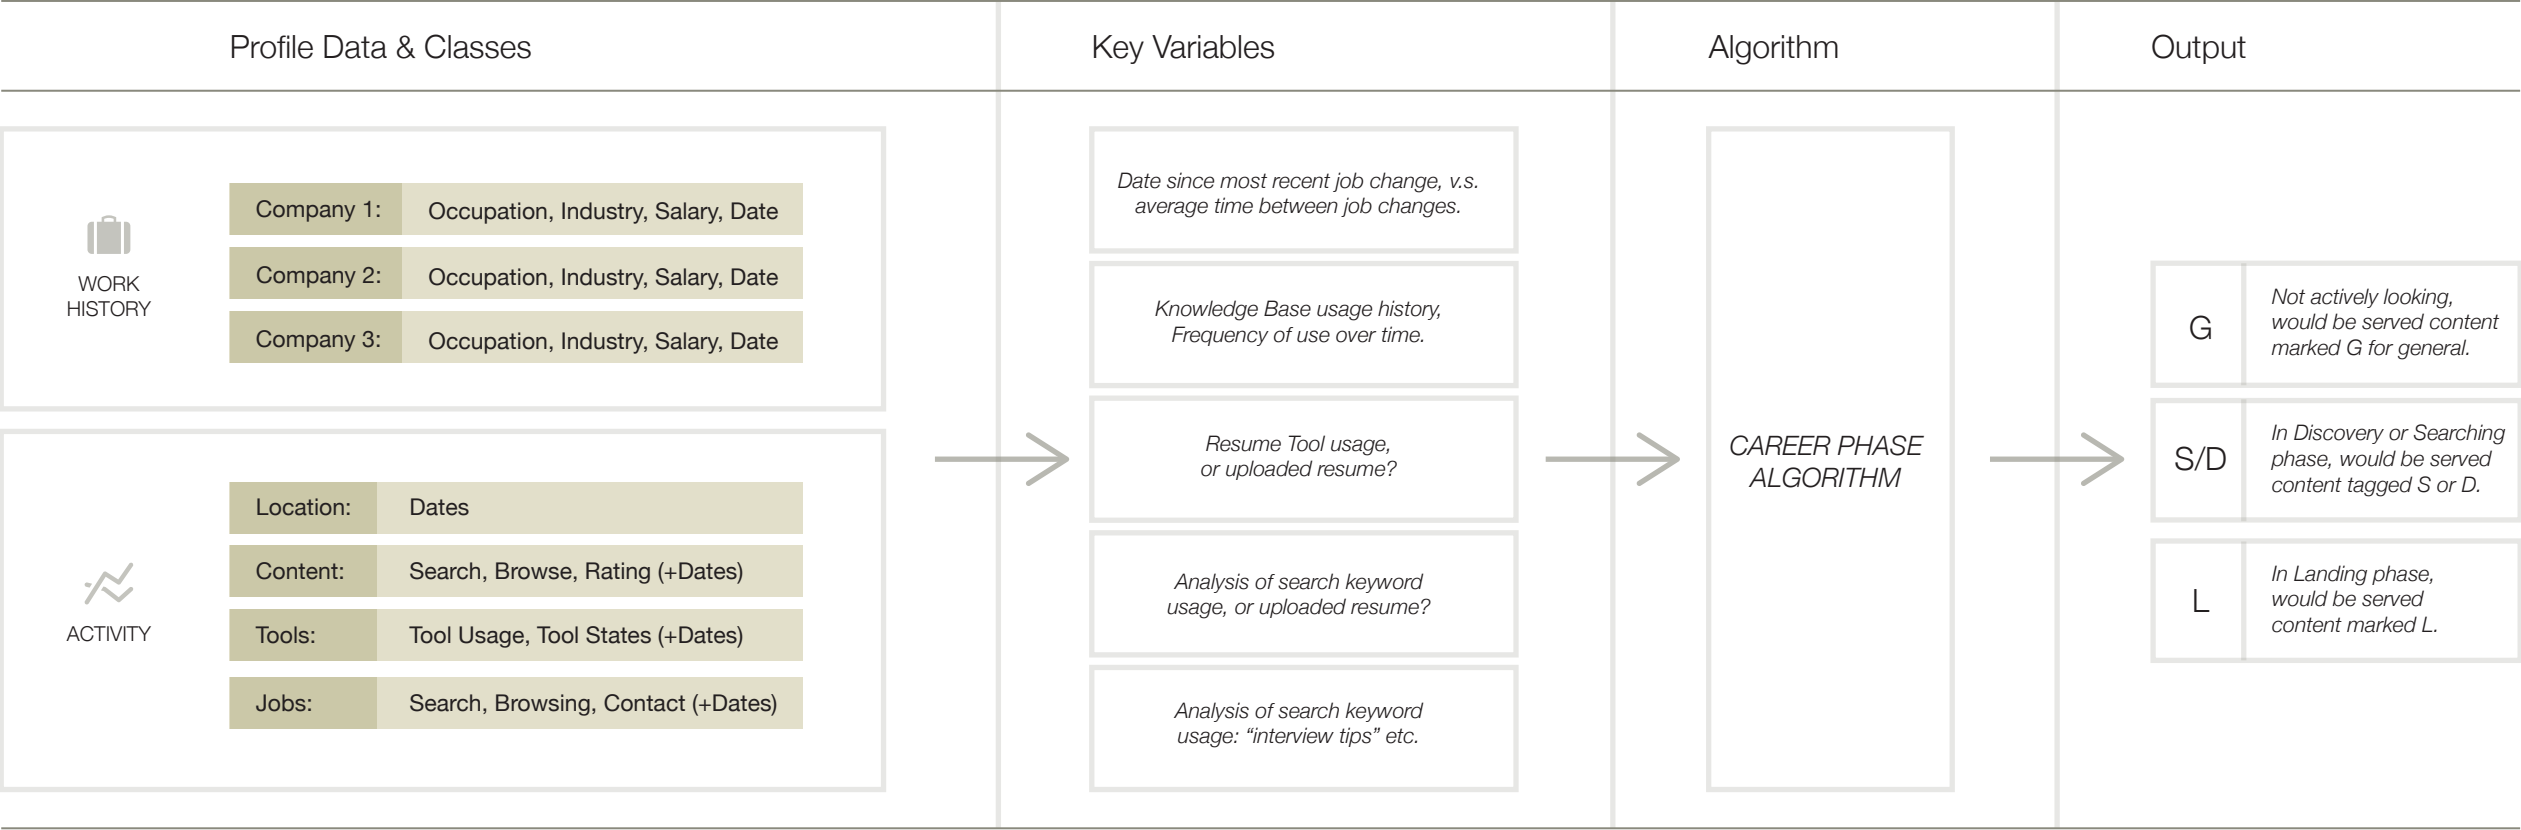 Profile Data & Classes
Key Variables
Algorithm
Output
WORK
HISTORY
Company 1: Occupation, Industry, Salary, Date
Company 2: Occupation, Industry, Salary, Date
Company 3: Occupation, Industry, Salary, Date
ACTIVITY
Location: Dates
Content: Search, Browse, Rating (+Dates)
Tools: Tool Usage, Tool States (+Dates)
Jobs: Search, Browsing, Contact (+Dates)
Date since most recent job change, v.s.
average time between job changes.
Knowledge Base usage history,
Frequency of use over time.
Resume Tool usage,
or uploaded resume?
Analysis of search keyword
usage, or uploaded resume?
Analysis of search keyword
usage: “interview tips” etc.
CAREER PHASE
ALGORITHM
G
Not actively looking,
would be served content
marked G for general.
S/D
In Discovery or Searching
phase, would be served
content tagged S or D.
L
In Landing phase,
would be served
content marked L.